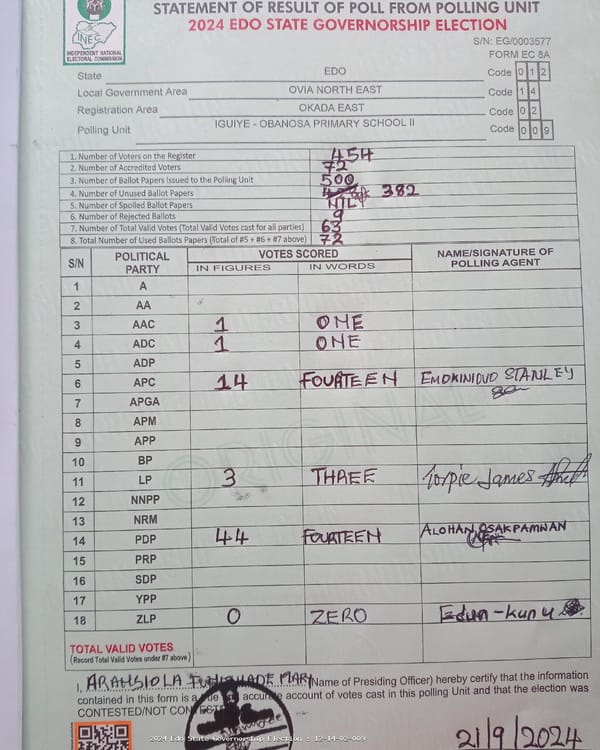 STATEMENT OF RESULT OF POLL FROM POLLING UNIT
2024 EDO STATE GOVERNORSHIP ELECTION
INEC
INDEPENDENT NATIONAL
ELECTORAL COMMISSION
S/N: EG/0003577
FORM EC 8A
State EDO Code 0 1 2
Local Government Area OVIA NORTH EAST Code 1 4
Registration Area OKADA EAST Code 0 2
Polling Unit IGUIYE - OBANOSA PRIMARY SCHOOL II Code 0 0 9
1. Number of Voters on the Register 454
2. Number of Accredited Voters 72
3. Number of Ballot Papers Issued to the Polling Unit 500
4. Number of Unused Ballot Papers 382
5. Number of Spoiled Ballot Papers NIL
6. Number of Rejected Ballots 9
7. Number of Total Valid Votes (Total Valid Votes cast for all parties) 63
8. Total Number of Used Ballots Papers (Total of #5 + #6 + #7 above) 72
S/N POLITICAL PARTY VOTES SCORED NAME/SIGNATURE OF POLLING AGENT
IN FIGURES IN WORDS
1 A
2 AA
3 AAC 1 ONE
4 ADC 1 ONE
5 ADP
6 APC 14 FOURTEEN STANLEY
7 APGA
8 APM
9 APP
10 BP
11 LP 3 THREE James
12 NNPP
13 NRM
14 PDP 44 FOURTEEN ALOHAN OSAKPAMWAN
15 PRP
16 SDP
17 YPP
18 ZLP 0 ZERO
ORIGINAL
TOTAL VALID VOTES
(Record Total Valid Votes under #7 above)
I, MARY (Name of Presiding Officer) hereby certify that the information
contained in this form is a true and accurate account of votes cast in this polling Unit and that the election was
CONTESTED/NOT CONTESTED
2024 Edo State Governorship Election : 12-14-02-009
21/9/2024